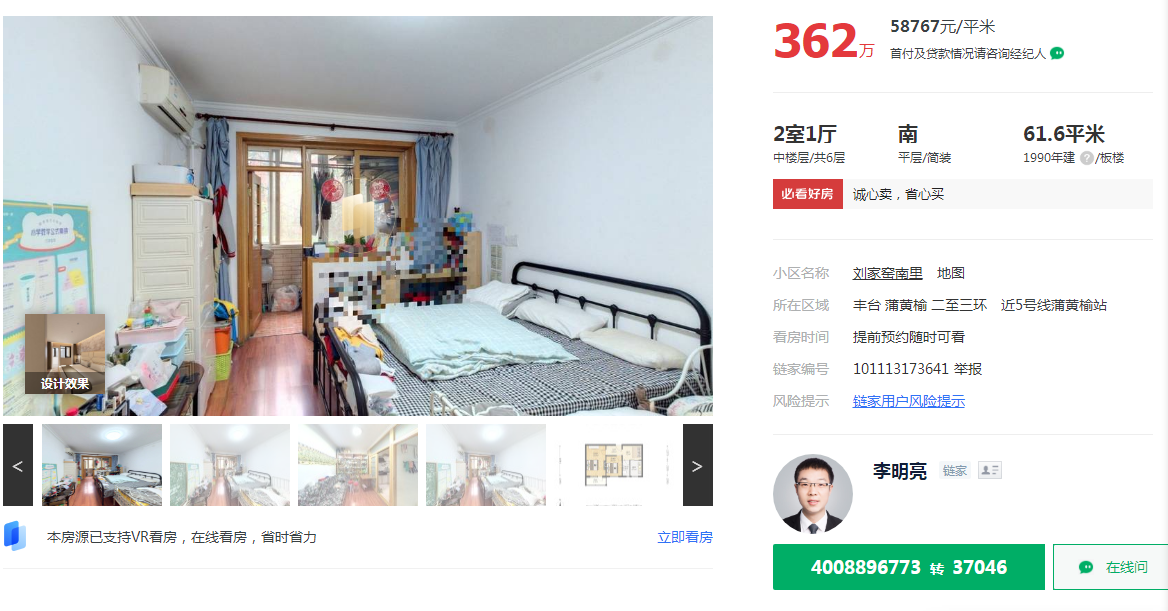 362万
58767元/平米
首付及贷款情况请咨询经纪人
2室1厅
中楼层/共6层
南
平层/简装
61.6平米
1990年建 ? /板楼
必看好房 诚心卖，省心买
小区名称 刘家窑南里 地图
所在区域 丰台 蒲黄榆 二至三环 近5号线蒲黄榆站
看房时间 提前预约随时可看
链家编号 101113173641 举报
风险提示 链家用户风险提示
李明亮 链家
4008896773 转 37046
在线问
设计效果
< >
本房源已支持VR看房，在线看房，省时省力
立即看房